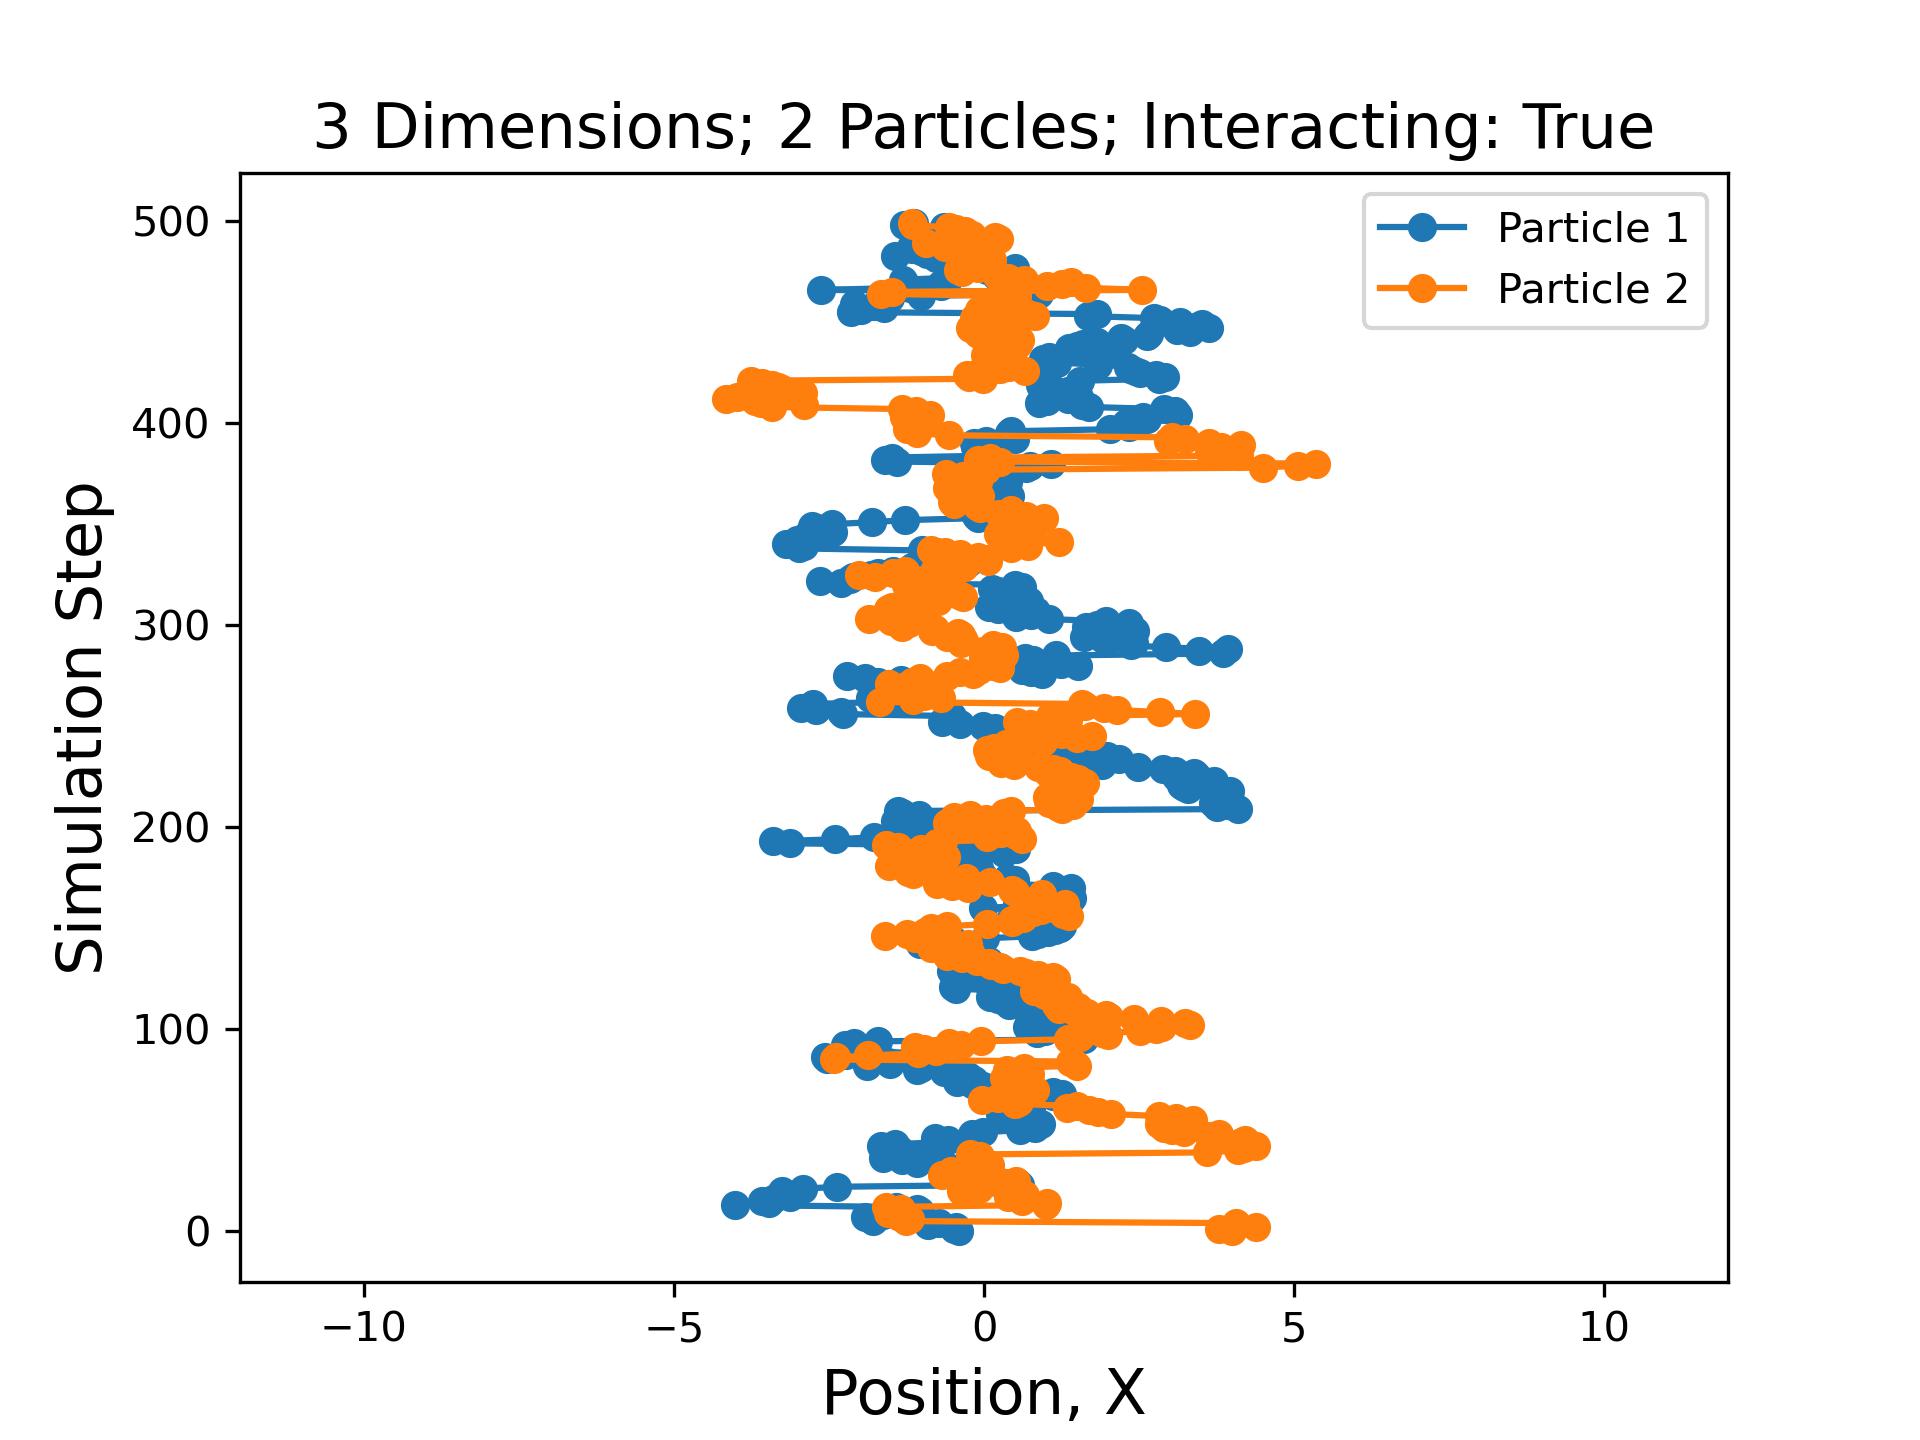 3 Dimensions; 2 Particles; Interacting: True
Particle 1
Particle 2
500
400
300
200
100
0
Simulation Step
−10
−5
0
5
10
Position, X